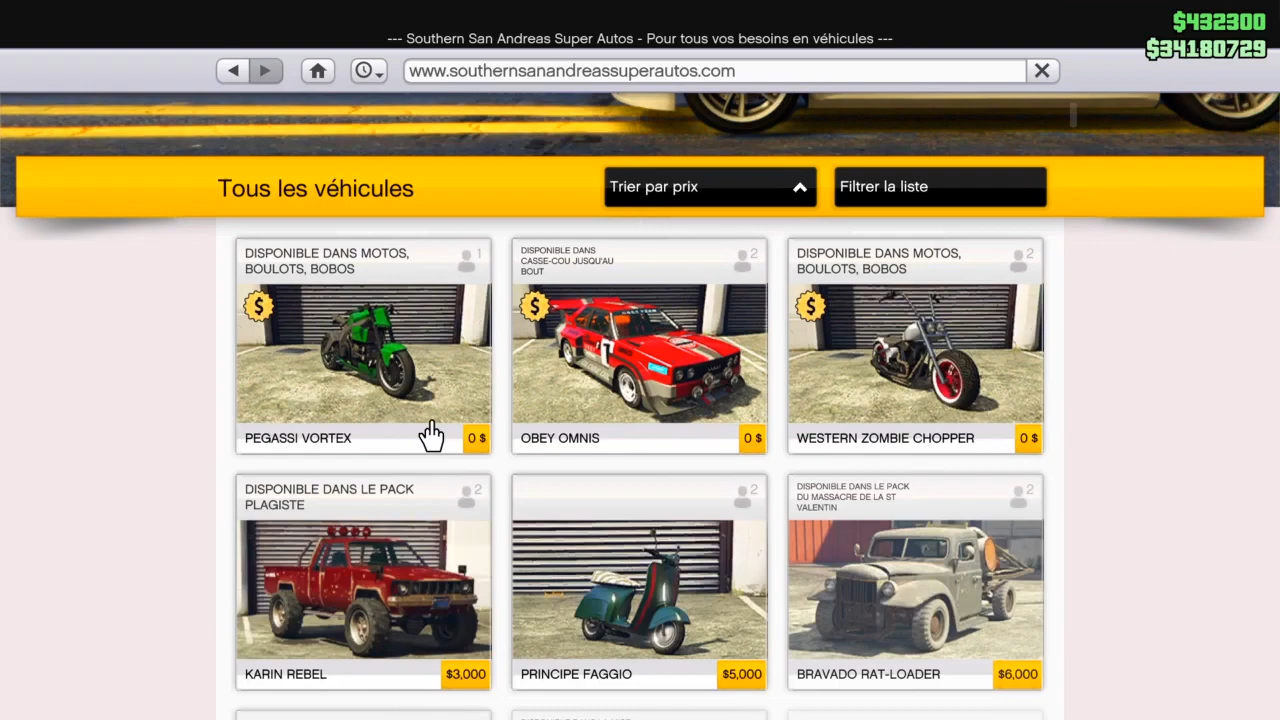 $432300
--- Southern San Andreas Super Autos - Pour tous vos besoins en véhicules ---
$34180729
www.southernsanandreassuperautos.com
Tous les véhicules
Trier par prix
Filtrer la liste
DISPONIBLE DANS MOTOS,
BOULOTS, BOBOS
1
$
PEGASSI VORTEX
0 $
DISPONIBLE DANS
CASSE-COU JUSQU'AU
BOUT
2
$
OBEY OMNIS
0 $
DISPONIBLE DANS MOTOS,
BOULOTS, BOBOS
2
$
WESTERN ZOMBIE CHOPPER
0 $
DISPONIBLE DANS LE PACK
PLAGISTE
2
KARIN REBEL
$3,000
2
PRINCIPE FAGGIO
$5,000
DISPONIBLE DANS LE PACK
DU MASSACRE DE LA ST
VALENTIN
2
BRAVADO RAT-LOADER
$6,000